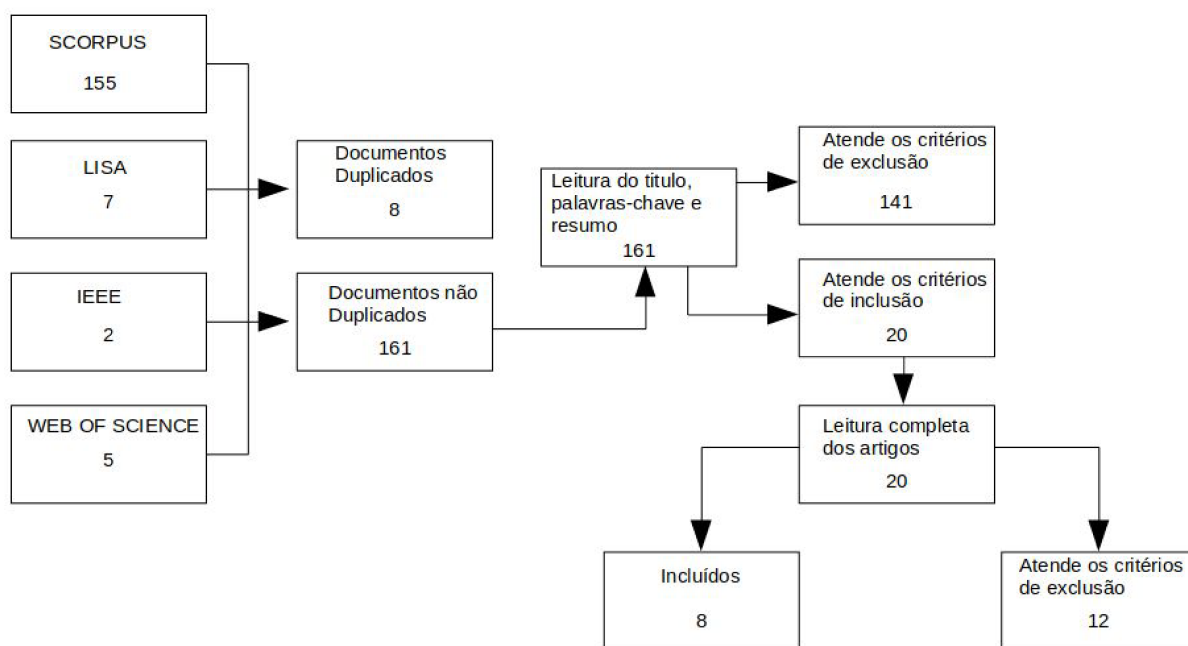 SCORPUS
155
LISA
7
IEEE
2
WEB OF SCIENCE
5
Documentos
Duplicados
8
Documentos não
Duplicados
161
Leitura do titulo,
palavras-chave e
resumo
161
Atende os critérios
de exclusão
141
Atende os critérios
de inclusão
20
Leitura completa
dos artigos
20
Incluídos
8
Atende os critérios
de exclusão
12